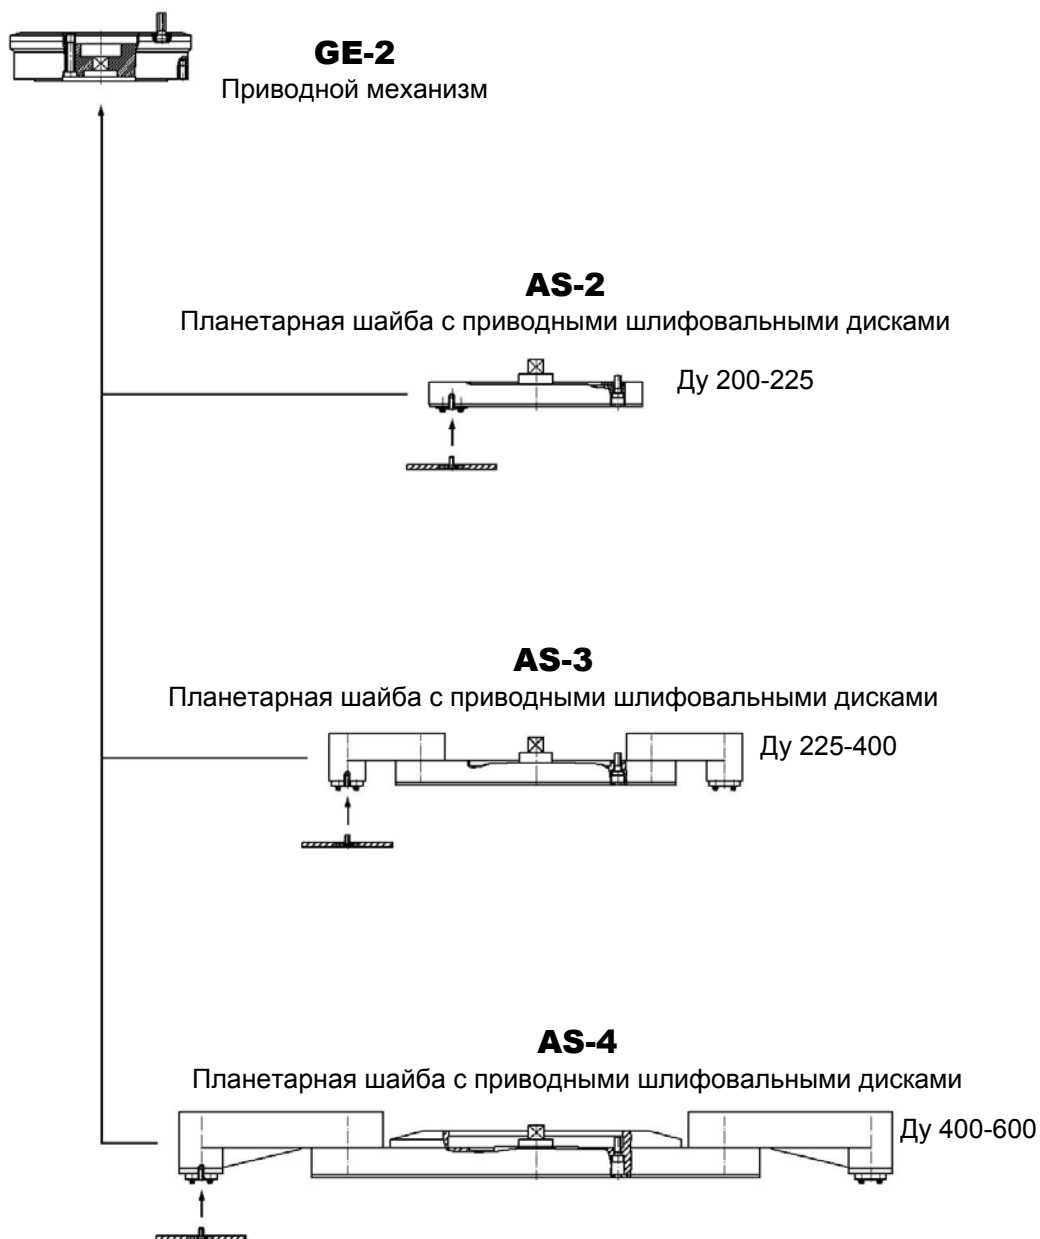 GE-2
Приводной механизм
AS-2
Планетарная шайба с приводными шлифовальными дисками
Ду 200-225
AS-3
Планетарная шайба с приводными шлифовальными дисками
Ду 225-400
AS-4
Планетарная шайба с приводными шлифовальными дисками
Ду 400-600